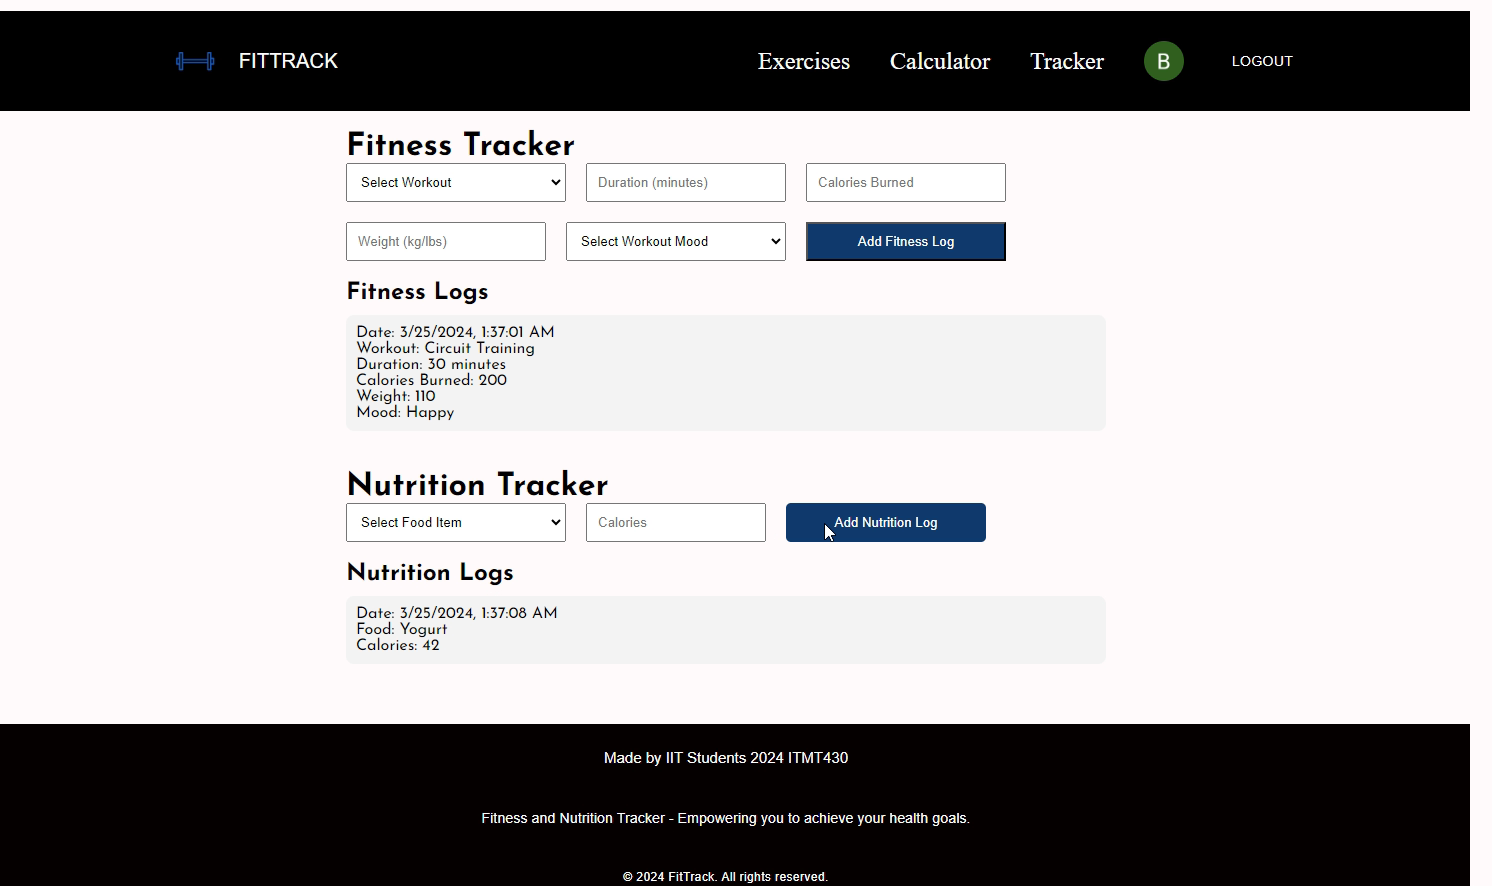 FITTRACK
Exercises
Calculator
Tracker
B
LOGOUT
Fitness Tracker
Select Workout
Duration (minutes)
Calories Burned
Weight (kg/lbs)
Select Workout Mood
Add Fitness Log
Fitness Logs
Date: 3/25/2024, 1:37:01 AM
Workout: Circuit Training
Duration: 30 minutes
Calories Burned: 200
Weight: 110
Mood: Happy
Nutrition Tracker
Select Food Item
Calories
Add Nutrition Log
Nutrition Logs
Date: 3/25/2024, 1:37:08 AM
Food: Yogurt
Calories: 42
Made by IIT Students 2024 ITMT430
Fitness and Nutrition Tracker - Empowering you to achieve your health goals.
© 2024 FitTrack. All rights reserved.